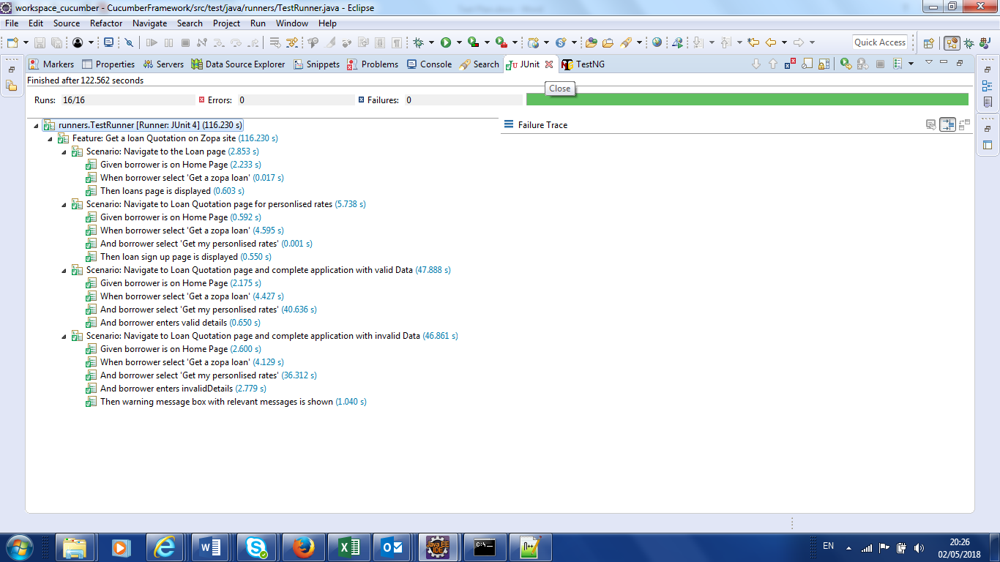 workspace_cucumber - CucumberFramework/src/test/java/runners/TestRunner.java - Eclipse
File Edit Source Refactor Navigate Search Project Run Window Help
Quick Access
Markers Properties Servers Data Source Explorer Snippets Problems Console Search JUnit TestNG
Finished after 122.562 seconds
Close
Runs: 16/16 Errors: 0 Failures: 0
runners.TestRunner [Runner: JUnit 4] (116.230 s) Failure Trace
Feature: Get a loan Quotation on Zopa site (116.230 s)
Scenario: Navigate to the Loan page (2.853 s)
Given borrower is on Home Page (2.233 s)
When borrower select 'Get a zopa loan' (0.017 s)
Then loans page is displayed (0.603 s)
Scenario: Navigate to Loan Quotation page for personlised rates (5.738 s)
Given borrower is on Home Page (0.592 s)
When borrower select 'Get a zopa loan' (4.595 s)
And borrower select 'Get my personlised rates' (0.001 s)
Then loan sign up page is displayed (0.550 s)
Scenario: Navigate to Loan Quotation page and complete application with valid Data (47.888 s)
Given borrower is on Home Page (2.175 s)
When borrower select 'Get a zopa loan' (4.427 s)
And borrower select 'Get my personlised rates' (40.636 s)
And borrower enters valid details (0.650 s)
Scenario: Navigate to Loan Quotation page and complete application with invalid Data (46.861 s)
Given borrower is on Home Page (2.600 s)
When borrower select 'Get a zopa loan' (4.129 s)
And borrower select 'Get my personlised rates' (36.312 s)
And borrower enters invalidDetails (2.779 s)
Then warning message box with relevant messages is shown (1.040 s)
Java EE
IDE
C:\
EN
20:26
02/05/2018